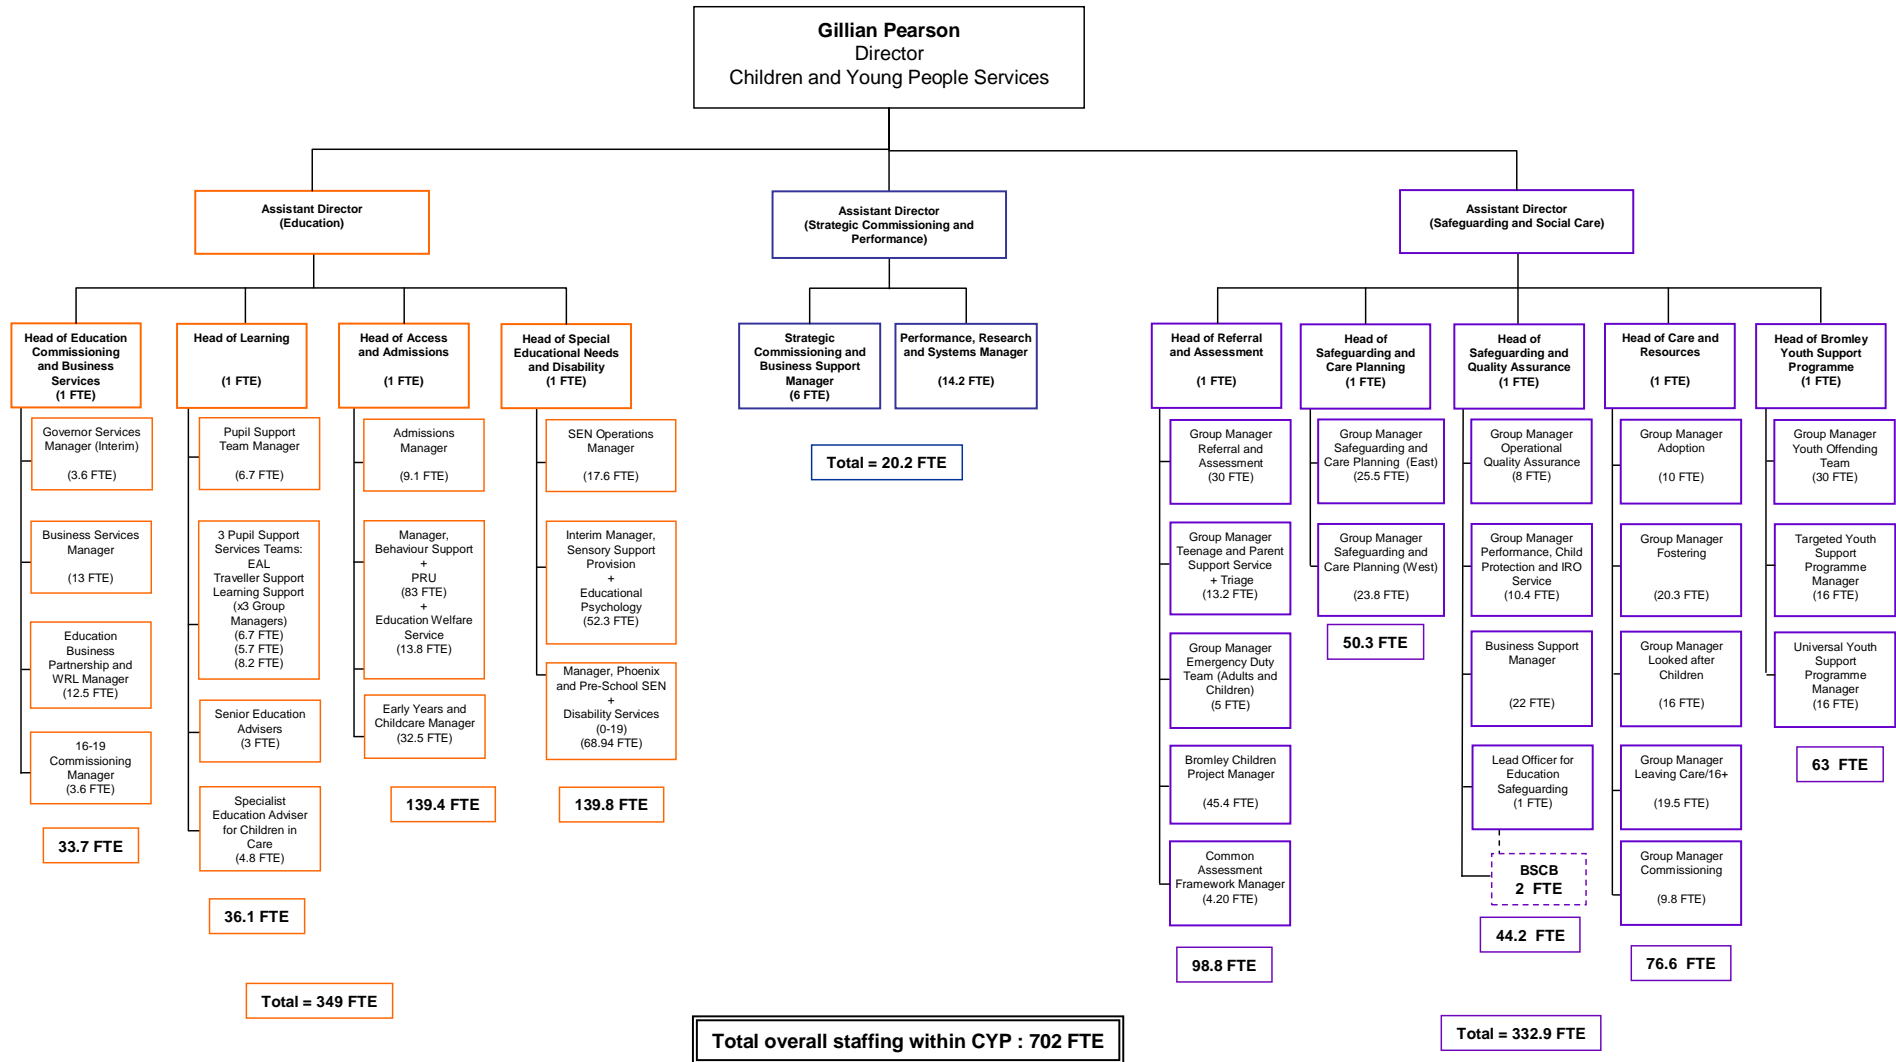 Gillian Pearson
Director
Children and Young People Services
Assistant Director
(Education)
Assistant Director
(Strategic Commissioning and
Performance)
Assistant Director
(Safeguarding and Social Care)
Head of Education
Commissioning
and Business
Services
(1 FTE)
Governor Services
Manager (Interim)
(3.6 FTE)
Business Services
Manager
(13 FTE)
Education
Business
Partnership and
WRL Manager
(12.5 FTE)
16-19
Commissioning
Manager
(3.6 FTE)
33.7 FTE
Head of Learning
(1 FTE)
Pupil Support
Team Manager
(6.7 FTE)
3 Pupil Support
Services Teams:
EAL
Traveller Support
Learning Support
(x3 Group
Managers)
(6.7 FTE)
(5.7 FTE)
(8.2 FTE)
Senior Education
Advisers
(3 FTE)
Specialist
Education Adviser
for Children in
Care
(4.8 FTE)
36.1 FTE
Head of Access
and Admissions
(1 FTE)
Admissions
Manager
(9.1 FTE)
Manager,
Behaviour Support
+
PRU
(83 FTE)
+
Education Welfare
Service
(13.8 FTE)
Early Years and
Childcare Manager
(32.5 FTE)
139.4 FTE
Head of Special
Educational Needs
and Disability
(1 FTE)
SEN Operations
Manager
(17.6 FTE)
Interim Manager,
Sensory Support
Provision
+
Educational
Psychology
(52.3 FTE)
Manager, Phoenix
and Pre-School SEN
+
Disability Services
(0-19)
(68.94 FTE)
139.8 FTE
Total = 349 FTE
Strategic
Commissioning and
Business Support
Manager
(6 FTE)
Performance, Research
and Systems Manager
(14.2 FTE)
Total = 20.2 FTE
Head of Referral
and Assessment
(1 FTE)
Group Manager
Referral and
Assessment
(30 FTE)
Group Manager
Teenage and Parent
Support Service
+ Triage
(13.2 FTE)
Group Manager
Emergency Duty
Team (Adults and
Children)
(5 FTE)
Bromley Children
Project Manager
(45.4 FTE)
Common
Assessment
Framework Manager
(4.20 FTE)
98.8 FTE
Head of
Safeguarding and
Care Planning
(1 FTE)
Group Manager
Safeguarding and
Care Planning (East)
(25.5 FTE)
Group Manager
Safeguarding and
Care Planning (West)
(23.8 FTE)
50.3 FTE
Head of
Safeguarding and
Quality Assurance
(1 FTE)
Group Manager
Operational
Quality Assurance
(8 FTE)
Group Manager
Performance, Child
Protection and IRO
Service
(10.4 FTE)
Business Support
Manager
(22 FTE)
Lead Officer for
Education
Safeguarding
(1 FTE)
BSCB
2 FTE
44.2 FTE
Head of Care and
Resources
(1 FTE)
Group Manager
Adoption
(10 FTE)
Group Manager
Fostering
(20.3 FTE)
Group Manager
Looked after
Children
(16 FTE)
Group Manager
Leaving Care/16+
(19.5 FTE)
Group Manager
Commissioning
(9.8 FTE)
76.6 FTE
Head of Bromley
Youth Support
Programme
(1 FTE)
Group Manager
Youth Offending
Team
(30 FTE)
Targeted Youth
Support
Programme
Manager
(16 FTE)
Universal Youth
Support
Programme
Manager
(16 FTE)
63 FTE
Total = 332.9 FTE
Total overall staffing within CYP : 702 FTE